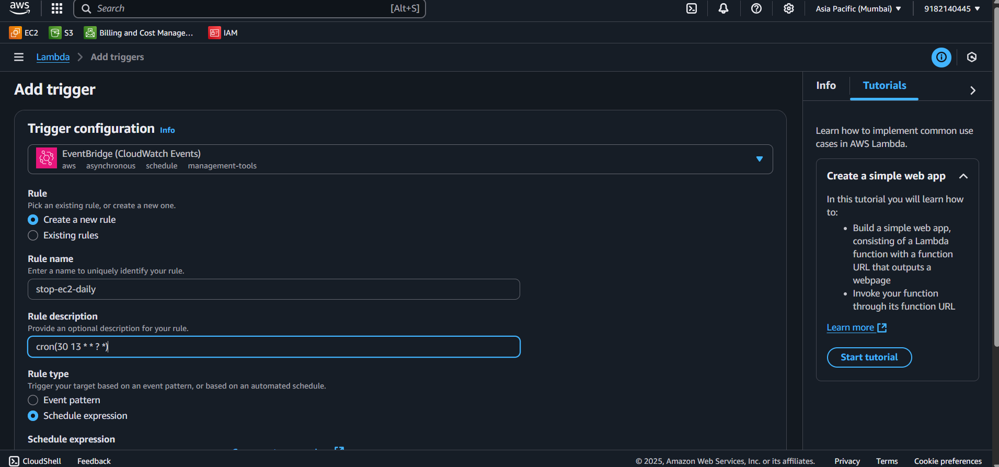 aws
Search
[Alt+S]
Asia Pacific (Mumbai)
9182140445
EC2
S3
Billing and Cost Manage...
IAM
Lambda
Add triggers
Add trigger
Trigger configuration Info
EventBridge (CloudWatch Events)
aws asynchronous schedule management-tools
Rule
Pick an existing rule, or create a new one.
Create a new rule
Existing rules
Rule name
Enter a name to uniquely identify your rule.
stop-ec2-daily
Rule description
Provide an optional description for your rule.
cron(30 13 * * ? *)
Rule type
Trigger your target based on an event pattern, or based on an automated schedule.
Event pattern
Schedule expression
Schedule expression
Info
Tutorials
Learn how to implement common use
cases in AWS Lambda.
Create a simple web app
In this tutorial you will learn how
to:
• Build a simple web app,
consisting of a Lambda
function with a function
URL that outputs a
webpage
• Invoke your function
through its function URL
Learn more
Start tutorial
CloudShell
Feedback
© 2025, Amazon Web Services, Inc. or its affiliates.
Privacy
Terms
Cookie preferences